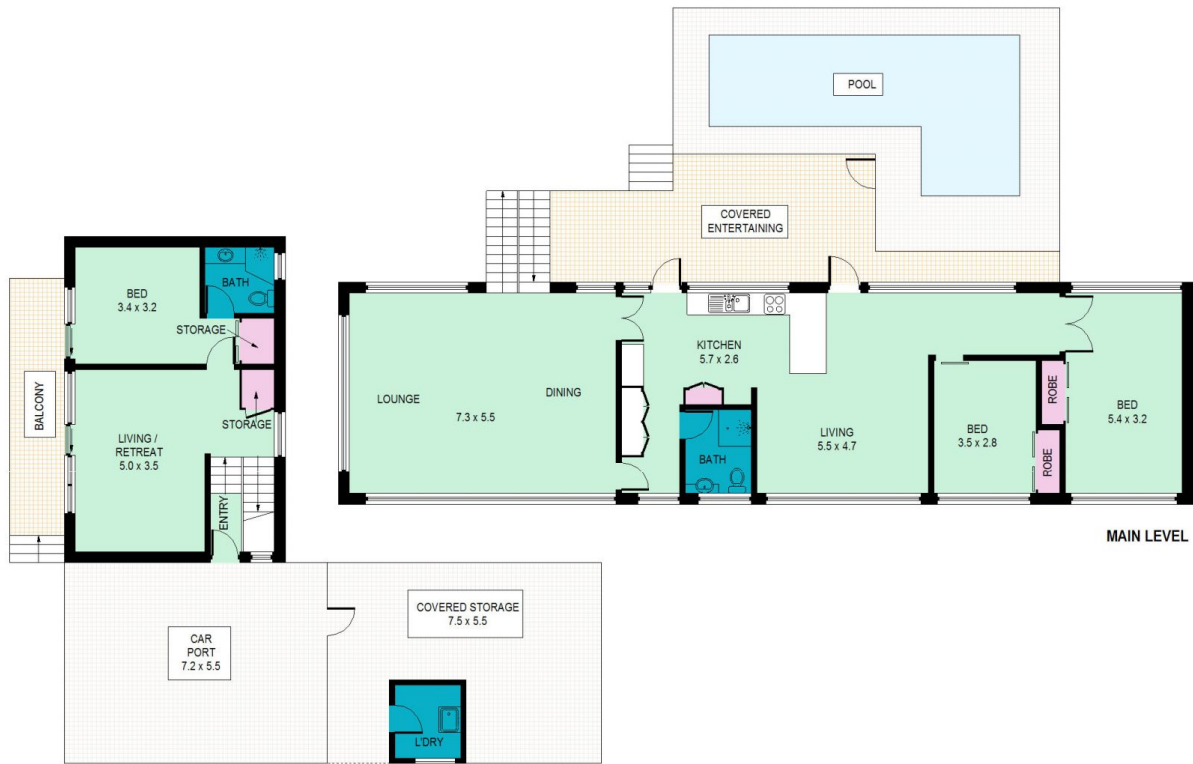 POOL
COVERED
ENTERTAINING
BED
3.4 x 3.2
BATH
STORAGE
STORAGE
BALCONY
LIVING /
RETREAT
5.0 x 3.5
ENTRY
LOUNGE
DINING
7.3 x 5.5
KITCHEN
5.7 x 2.6
BATH
LIVING
5.5 x 4.7
BED
3.5 x 2.8
ROBE
ROBE
BED
5.4 x 3.2
MAIN LEVEL
CAR
PORT
7.2 x 5.5
COVERED STORAGE
7.5 x 5.5
L'DRY